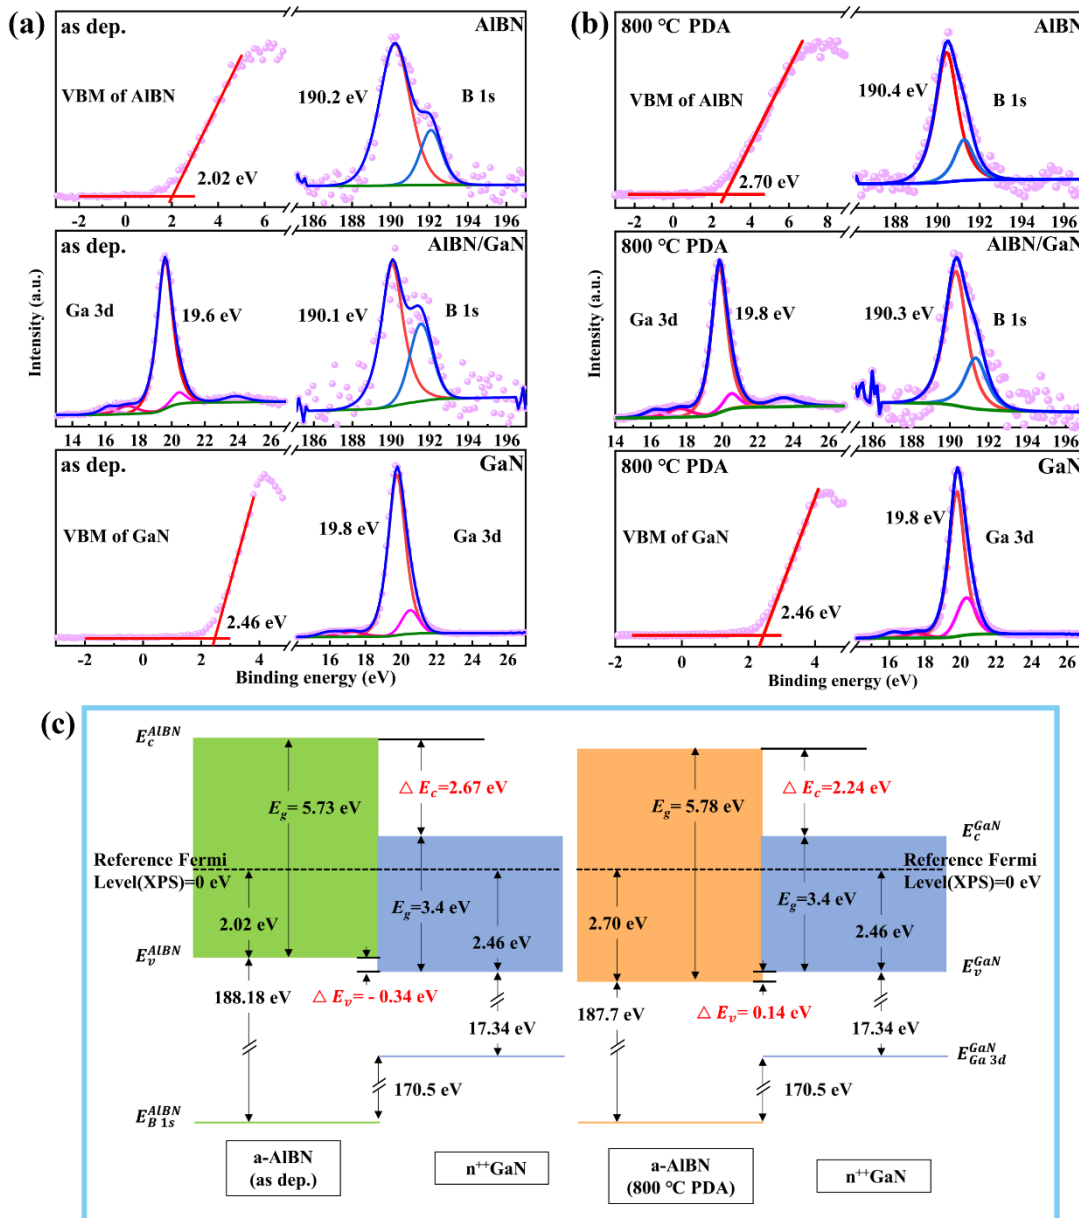 (a)
as dep.
AlBN
VBM of AlBN
190.2 eV
B 1s
2.02 eV
-2 0 2 4 6 186 188 190 192 194 196
as dep.
AlBN/GaN
Ga 3d
19.6 eV
190.1 eV
B 1s
14 16 18 20 22 24 26 186 188 190 192 194 196
as dep.
GaN
VBM of GaN
19.8 eV
Ga 3d
2.46 eV
-2 0 2 4 16 18 20 22 24 26
Intensity (a.u.)
Binding energy (eV)
(b)
800 °C PDA
AlBN
VBM of AlBN
190.4 eV
B 1s
2.70 eV
-2 0 2 4 6 8 188 190 192 194 196
800 °C PDA
AlBN/GaN
Ga 3d
19.8 eV
190.3 eV
B 1s
14 16 18 20 22 24 26 186 188 190 192 194 196
800 °C PDA
GaN
VBM of GaN
19.8 eV
Ga 3d
2.46 eV
-2 0 2 4 16 18 20 22 24 26
Intensity (a.u.)
Binding energy (eV)
(c)
E_c^AlBN
△ E_c=2.67 eV
E_g= 5.73 eV
Reference Fermi
Level(XPS)=0 eV
E_g=3.4 eV
2.02 eV
2.46 eV
E_v^AlBN
188.18 eV
△ E_v= - 0.34 eV
17.34 eV
170.5 eV
E_B 1s^AlBN
a-AlBN
(as dep.)
n++GaN
△ E_c=2.24 eV
E_g= 5.78 eV
E_c^GaN
Reference Fermi
Level(XPS)=0 eV
E_g=3.4 eV
2.70 eV
2.46 eV
E_v^GaN
187.7 eV
△ E_v= 0.14 eV
17.34 eV
E_Ga 3d^GaN
170.5 eV
a-AlBN
(800 °C PDA)
n++GaN